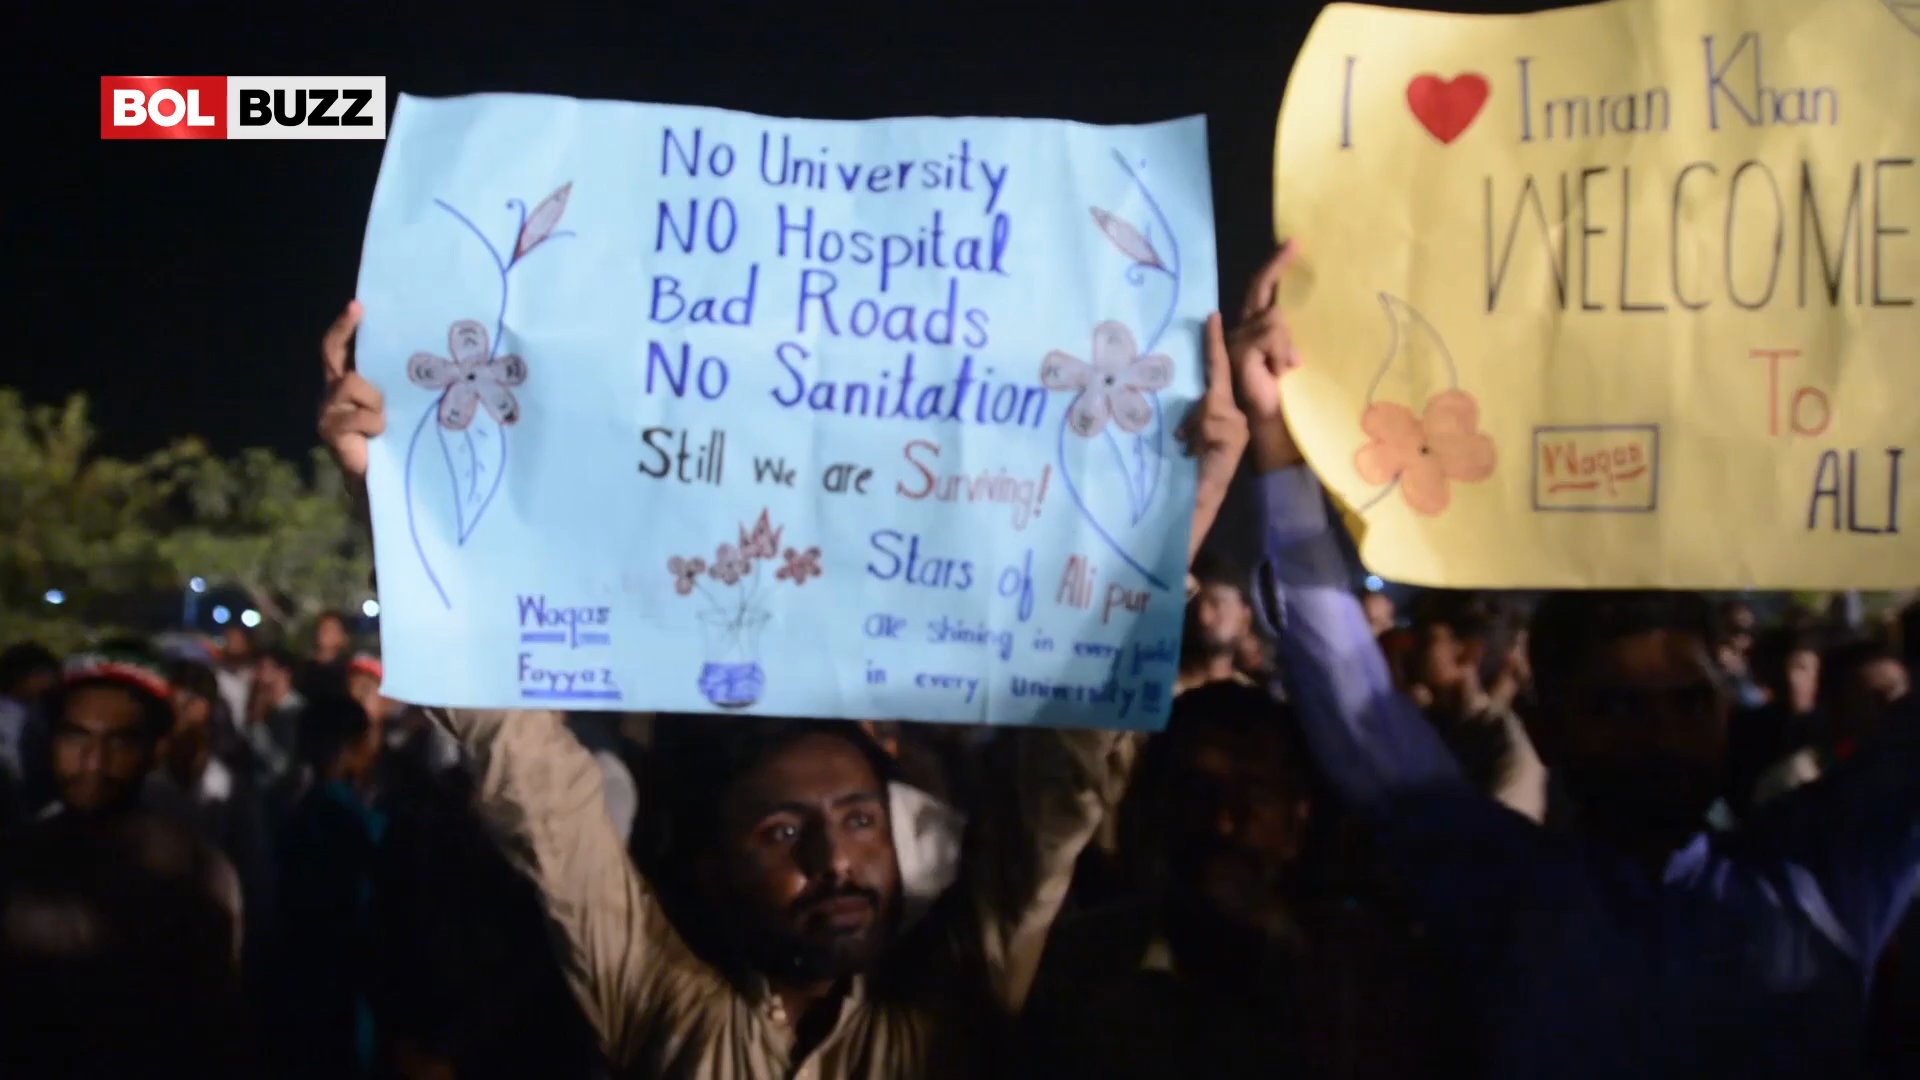 BOL BUZZ
No University
NO Hospital
Bad Roads
No Sanitation
Still We are Surviving!
Stars of Ali pur
are shining in every field
in every university!!!
Waqas
Fayyaz
I ❤ Imran Khan
WELCOME
To
ALI
Waqas